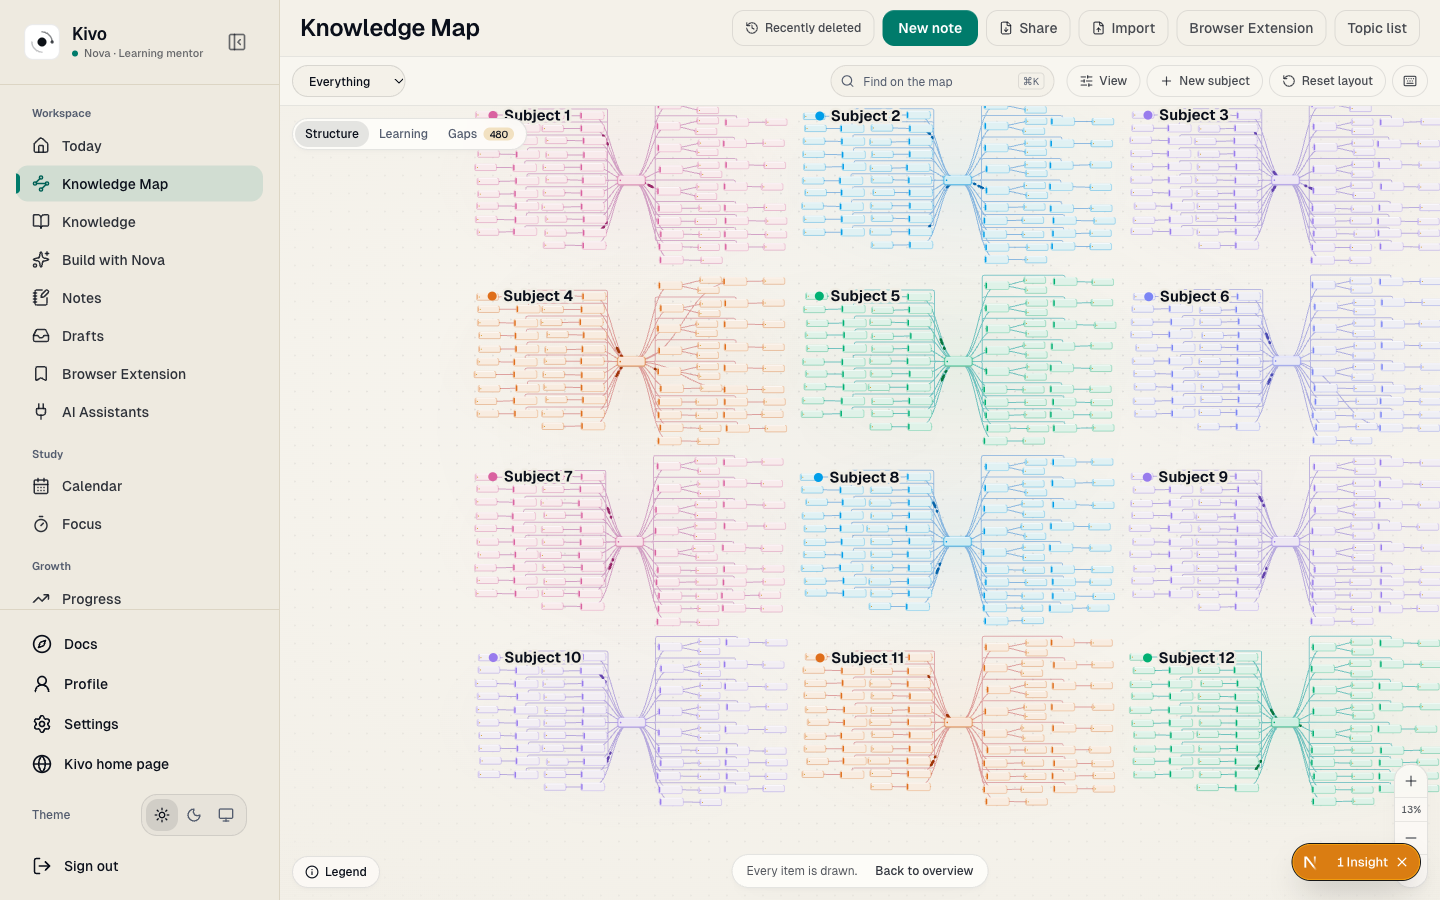 Kivo
Nova · Learning mentor
Workspace
Today
Knowledge Map
Knowledge
Build with Nova
Notes
Drafts
Browser Extension
AI Assistants
Study
Calendar
Focus
Growth
Progress
Docs
Profile
Settings
Kivo home page
Theme
Sign out
Knowledge Map
Recently deleted
New note
Share
Import
Browser Extension
Topic list
Everything
Find on the map
⌘K
View
New subject
Reset layout
Structure
Learning
Gaps
480
Subject 1
Subject 2
Subject 3
Subject 4
Subject 5
Subject 6
Subject 7
Subject 8
Subject 9
Subject 10
Subject 11
Subject 12
13%
Legend
Every item is drawn.
Back to overview
1 Insight